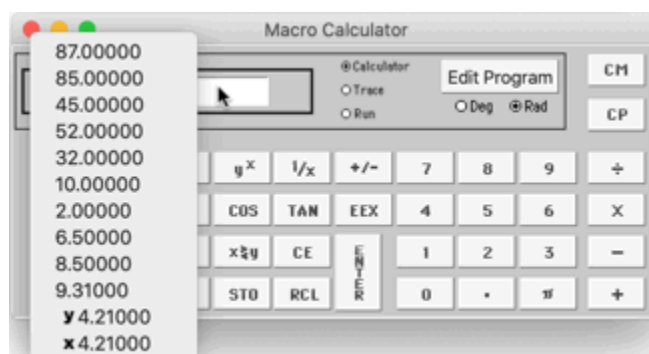 Macro Calculator
87.00000
85.00000
45.00000
52.00000
32.00000
10.00000
2.00000
6.50000
8.50000
9.31000
y 4.21000
x 4.21000
Calculator
Trace
Run
Edit Program
Deg Rad
CM
CP
yˣ 1/x +/- 7 8 9 ÷
COS TAN EEX 4 5 6 X
x⇄y CE ENTER 1 2 3 −
STO RCL 0 . π +